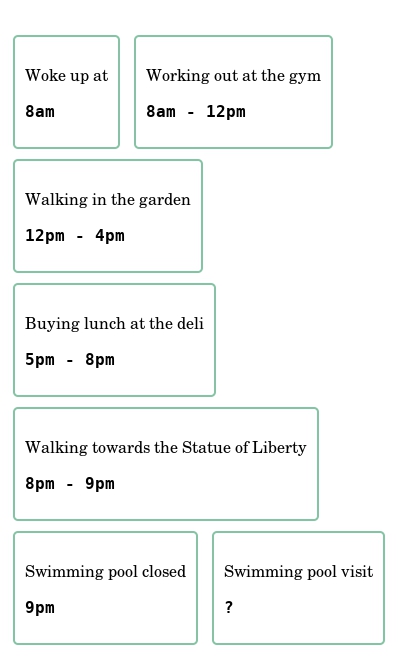 Woke up at
8am
Working out at the gym
8am - 12pm
Walking in the garden
12pm - 4pm
Buying lunch at the deli
5pm - 8pm
Walking towards the Statue of Liberty
8pm - 9pm
Swimming pool closed
9pm
Swimming pool visit
?